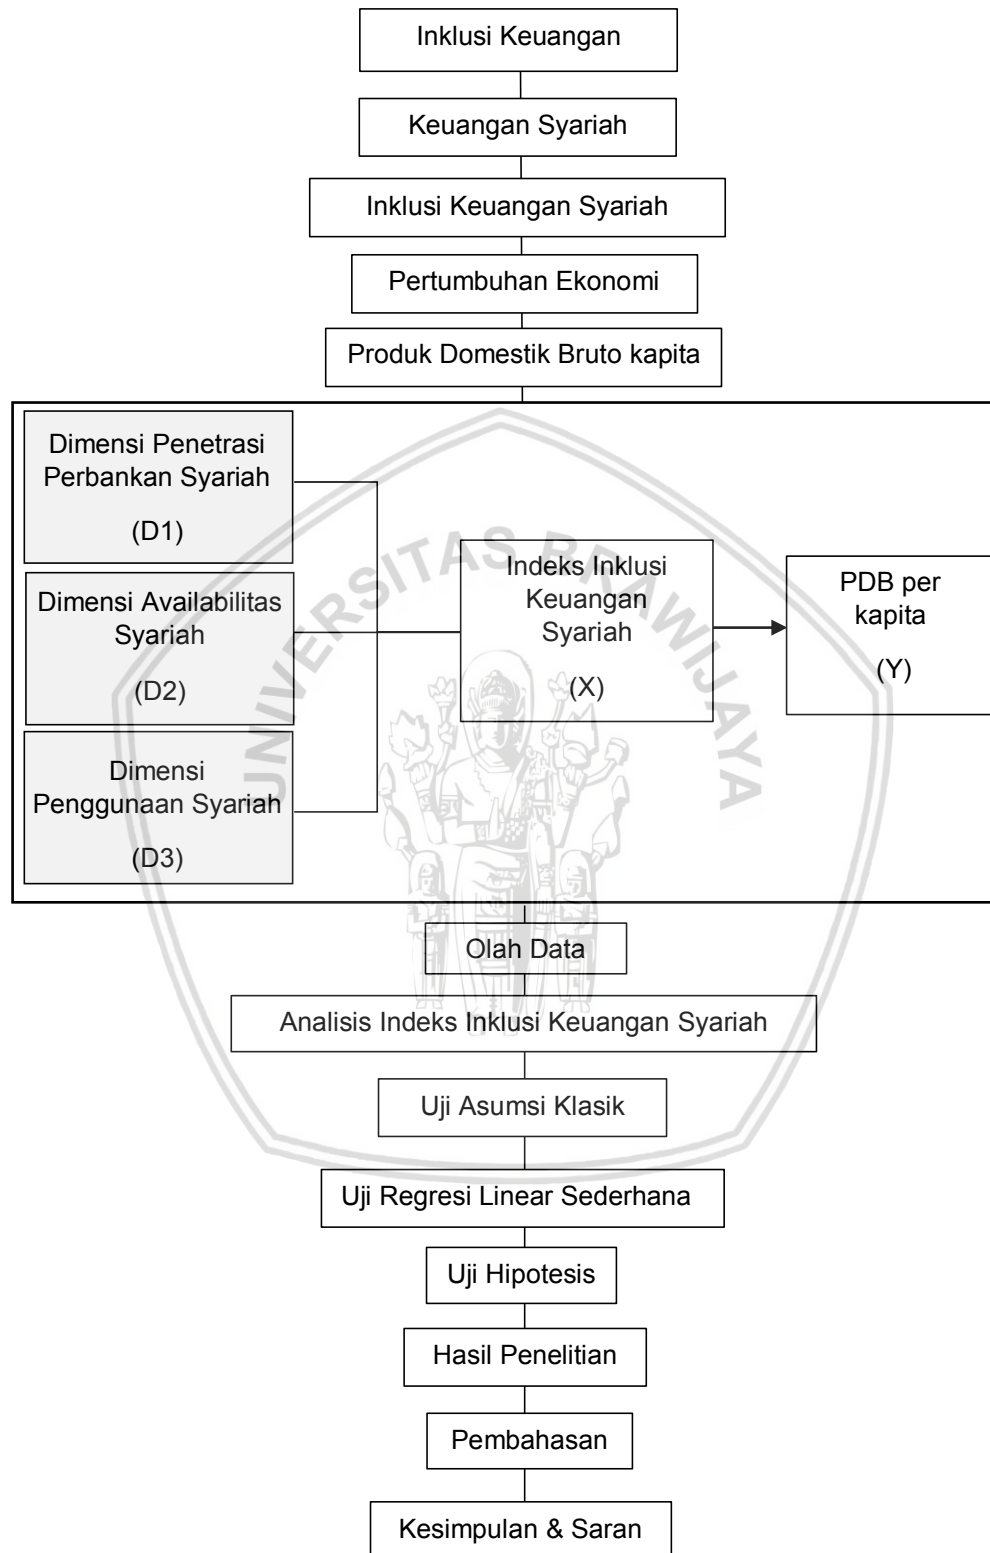 Inklusi Keuangan
Keuangan Syariah
Inklusi Keuangan Syariah
Pertumbuhan Ekonomi
Produk Domestik Bruto kapita
Dimensi Penetrasi
Perbankan Syariah
(D1)
Dimensi Availabilitas
Syariah
(D2)
Dimensi
Penggunaan Syariah
(D3)
Indeks Inklusi
Keuangan
Syariah
(X)
PDB per
kapita
(Y)
UNIVERSITAS BRAWIJAYA
Olah Data
Analisis Indeks Inklusi Keuangan Syariah
Uji Asumsi Klasik
Uji Regresi Linear Sederhana
Uji Hipotesis
Hasil Penelitian
Pembahasan
Kesimpulan & Saran